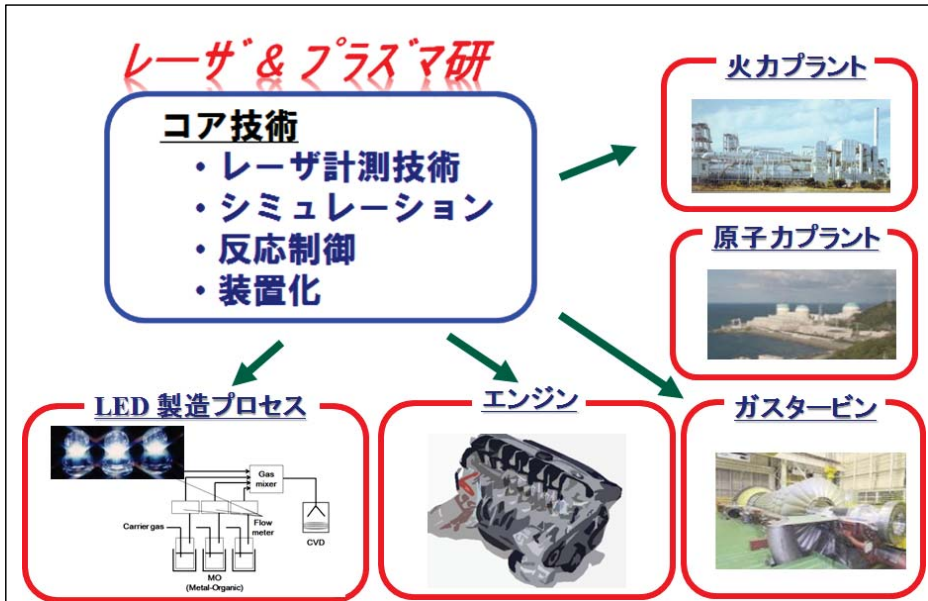 レーザ & プラズマ研
コア技術
・レーザ計測技術
・シミュレーション
・反応制御
・装置化
火力プラント
原子力プラント
LED 製造プロセス
Gas
mixer
Carrier gas
Flow
meter
CVD
MO
(Metal-Organic)
エンジン
ガスタービン